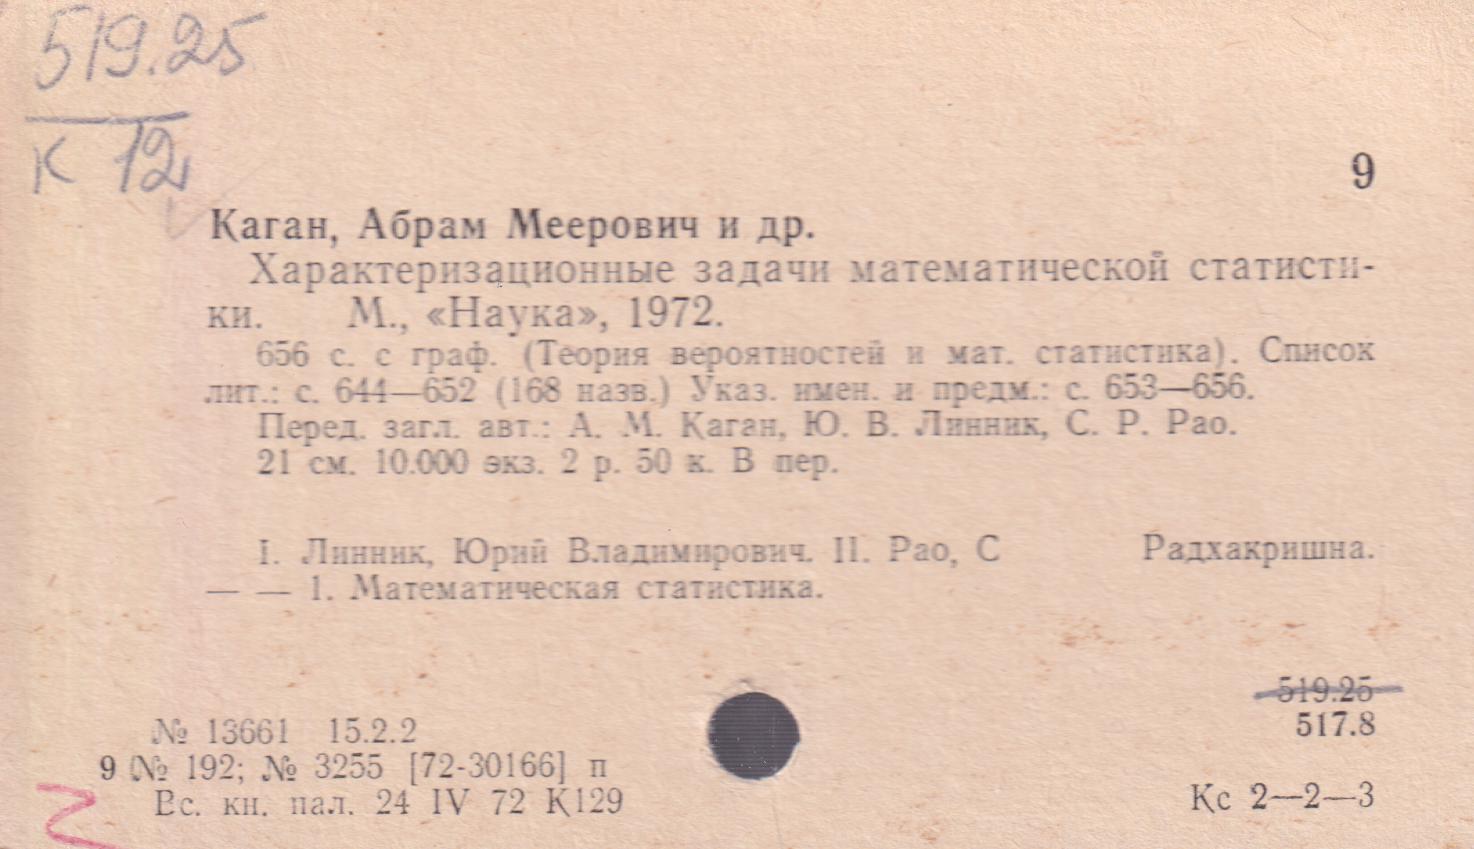 519.25
К 12
9
Каган, Абрам Меерович и др.
Характеризационные задачи математической статисти-
ки. М., «Наука», 1972.
656 с. с граф. (Теория вероятностей и мат. статистика). Список
лит.: с. 644—652 (168 назв.) Указ. имен. и предм.: с. 653—656.
Перед. загл. авт.: А. М. Каган, Ю. В. Линник, С. Р. Рао.
21 см. 10.000 экз. 2 р. 50 к. В пер.
I. Линник, Юрий Владимирович. II. Рао, С Радхакришна.
— — 1. Математическая статистика.
519.25
517.8
№ 13661 15.2.2
9 № 192; № 3255 [72-30166] п
Вс. кн. пал. 24 IV 72 К129
Кс 2—2—3